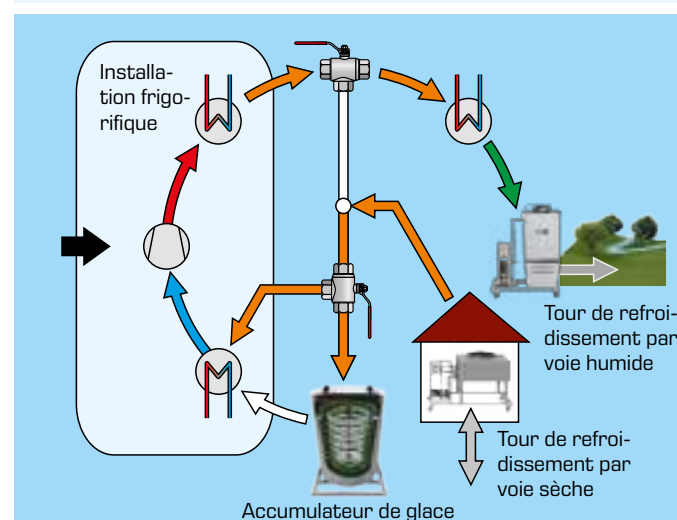 Installa-
tion frigo-
rifique
Tour de refroi-
dissement par
voie humide
Tour de refroi-
dissement par
voie sèche
Accumulateur de glace